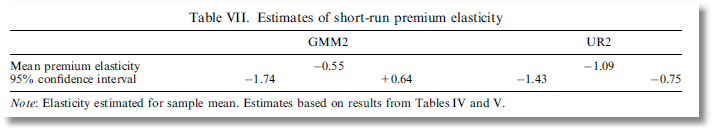 Table VII. Estimates of short-run premium elasticity
GMM2 UR2
Mean premium elasticity −0.55 −1.09
95% confidence interval −1.74 +0.64 −1.43 −0.75
Note: Elasticity estimated for sample mean. Estimates based on results from Tables IV and V.